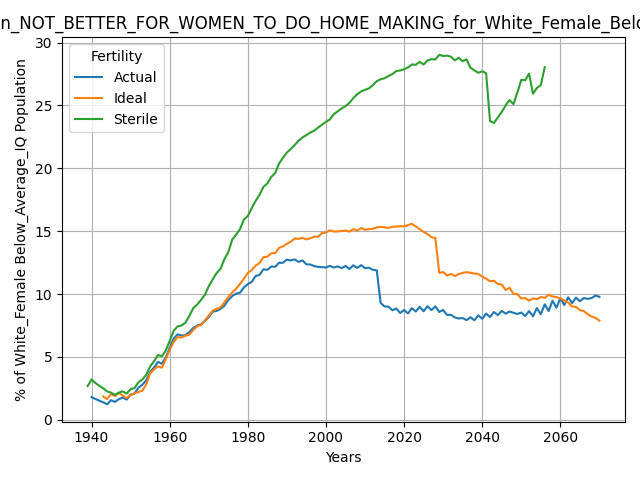 n_NOT_BETTER_FOR_WOMEN_TO_DO_HOME_MAKING_for_White_Female_Belo
% of White_Female Below_Average_IQ Population
30
25
20
15
10
5
0
Fertility
Actual
Ideal
Sterile
1940 1960 1980 2000 2020 2040 2060
Years